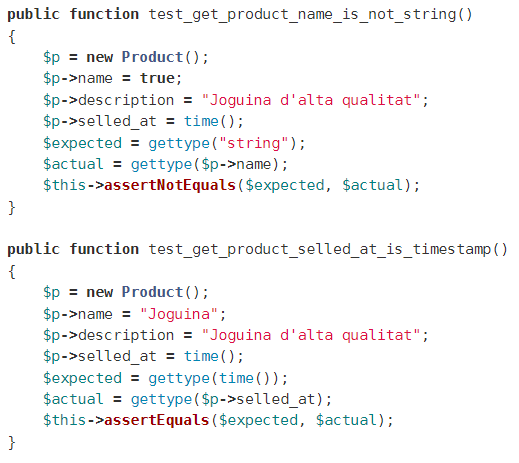 public function test_get_product_name_is_not_string()
{
    $p = new Product();
    $p->name = true;
    $p->description = "Joguina d'alta qualitat";
    $p->selled_at = time();
    $expected = gettype("string");
    $actual = gettype($p->name);
    $this->assertNotEquals($expected, $actual);
}

public function test_get_product_selled_at_is_timestamp()
{
    $p = new Product();
    $p->name = "Joguina";
    $p->description = "Joguina d'alta qualitat";
    $p->selled_at = time();
    $expected = gettype(time());
    $actual = gettype($p->selled_at);
    $this->assertEquals($expected, $actual);
}